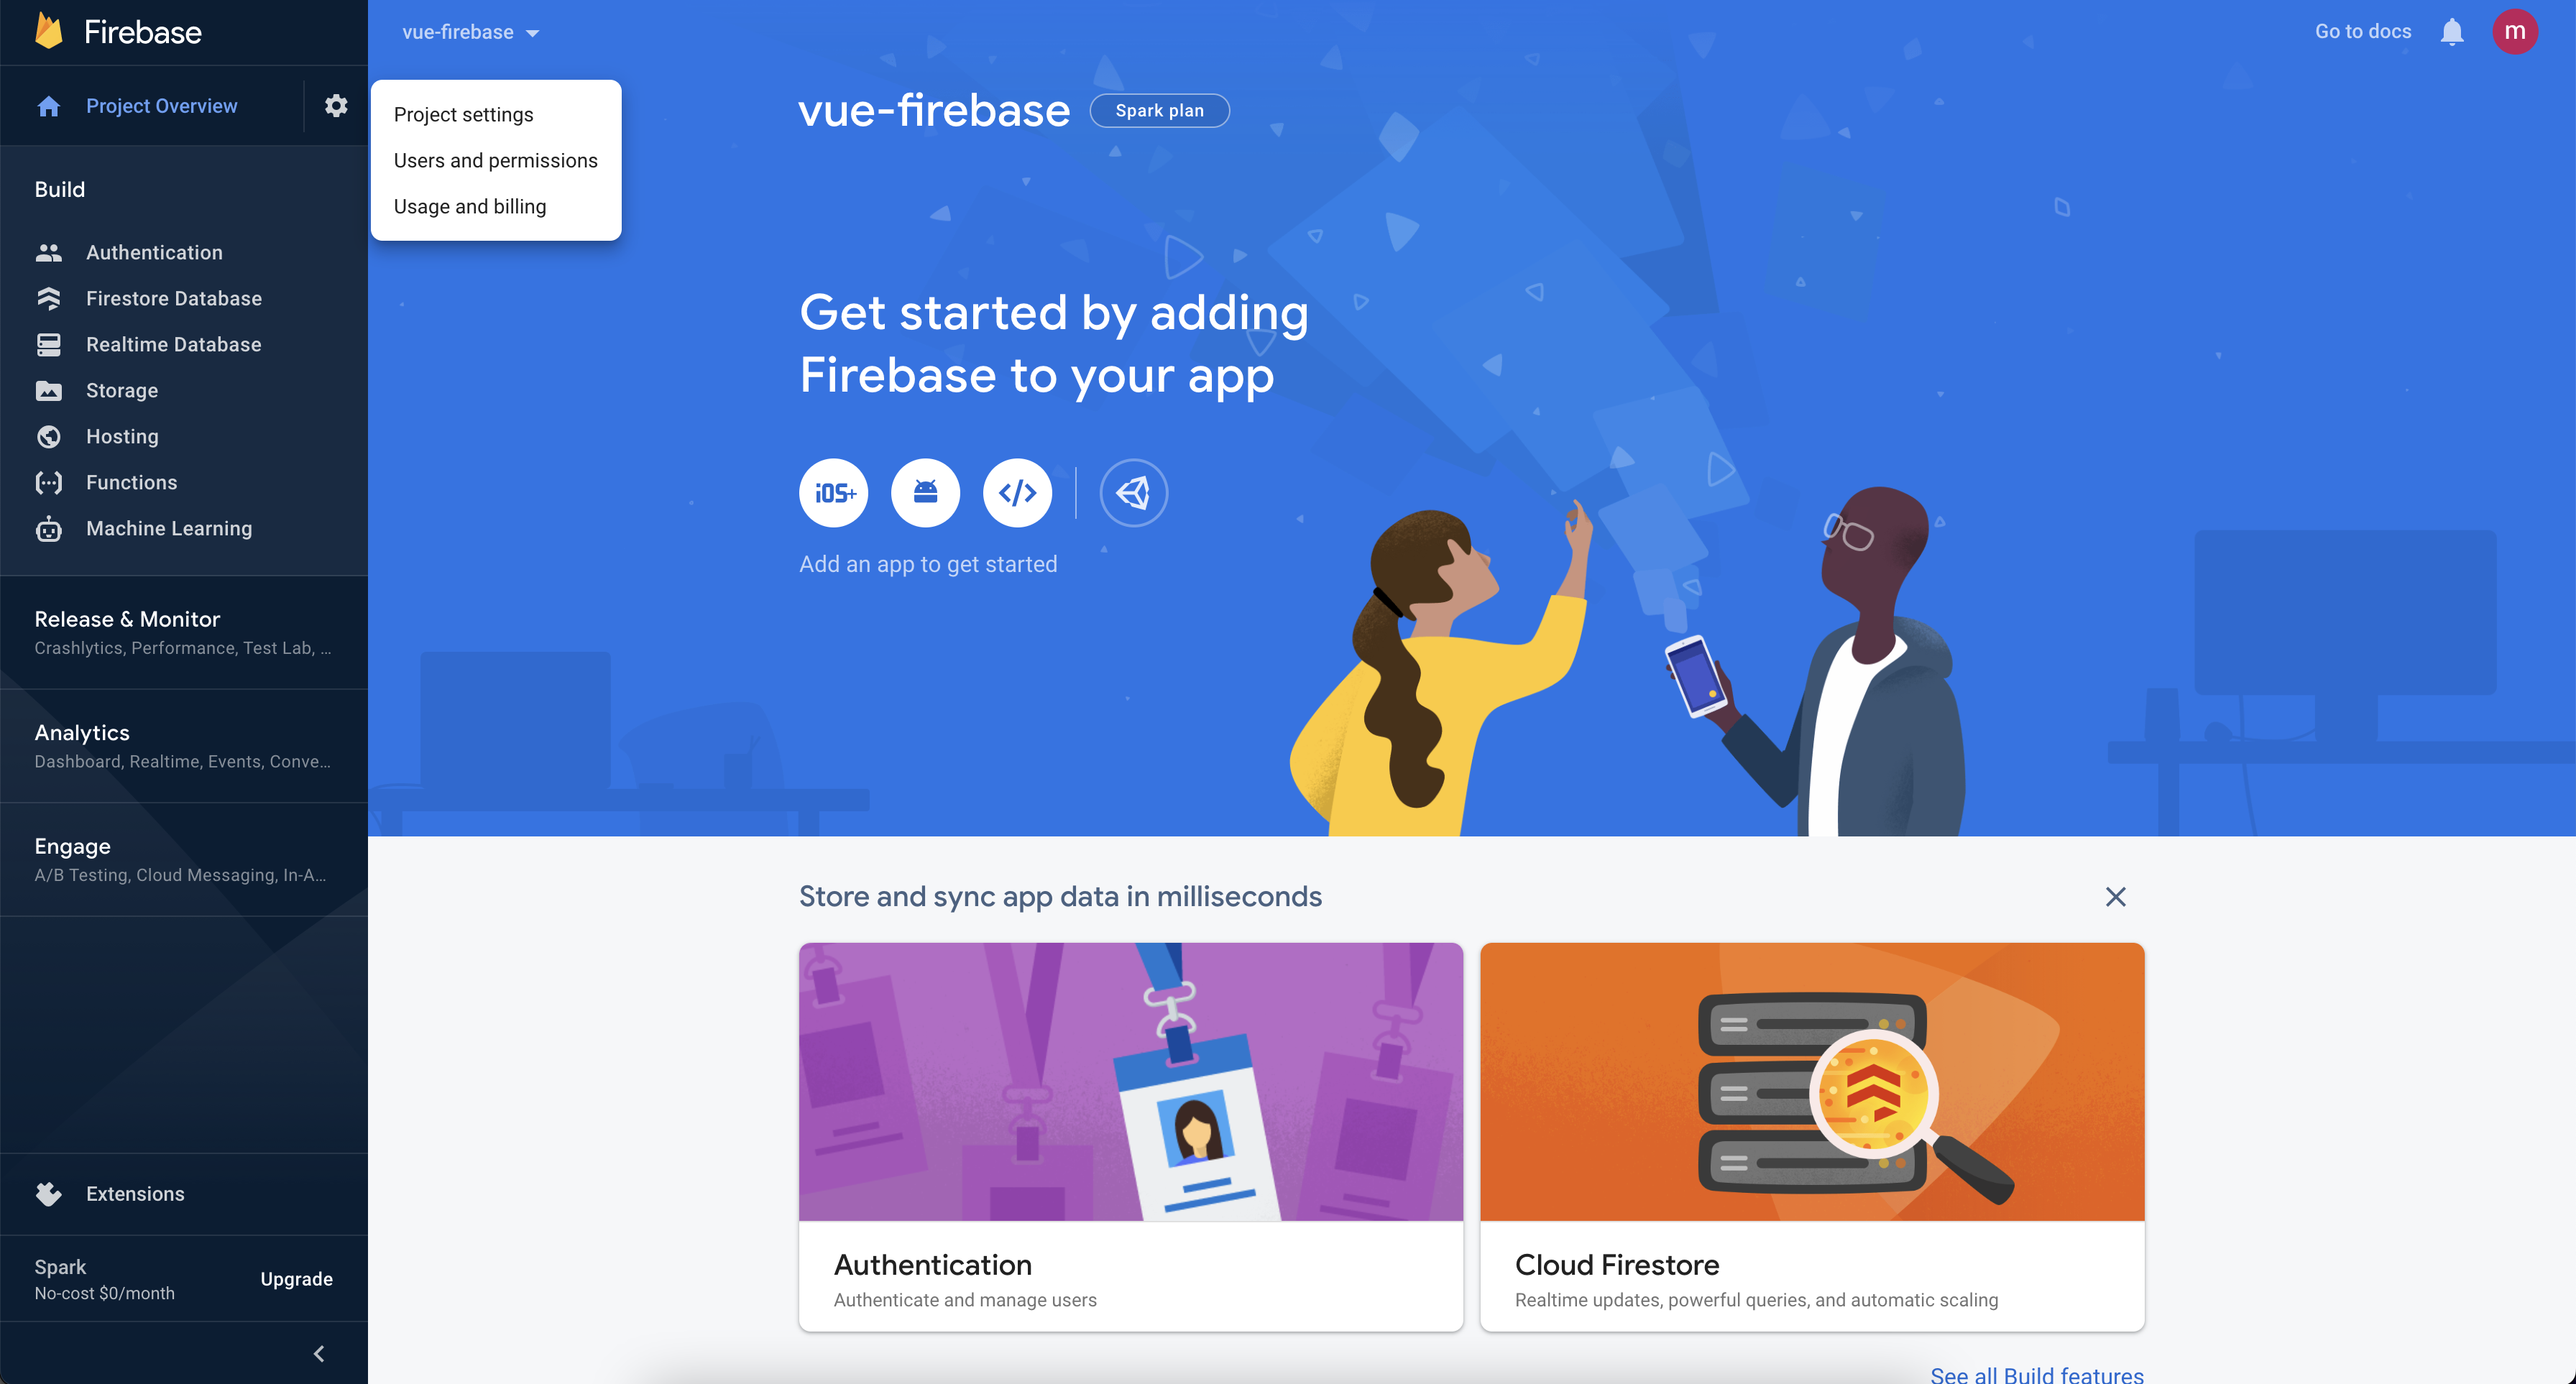 Firebase
vue-firebase
Go to docs
m
Project Overview
Project settings
Users and permissions
Usage and billing
vue-firebase
Spark plan
Build
Authentication
Firestore Database
Realtime Database
Storage
Hosting
Functions
Machine Learning
Get started by adding
Firebase to your app
iOS+
Add an app to get started
Release & Monitor
Crashlytics, Performance, Test Lab, ...
Analytics
Dashboard, Realtime, Events, Conve...
Engage
A/B Testing, Cloud Messaging, In-A...
Extensions
Spark
No-cost $0/month
Upgrade
Store and sync app data in milliseconds
Authentication
Authenticate and manage users
Cloud Firestore
Realtime updates, powerful queries, and automatic scaling
See all Build features